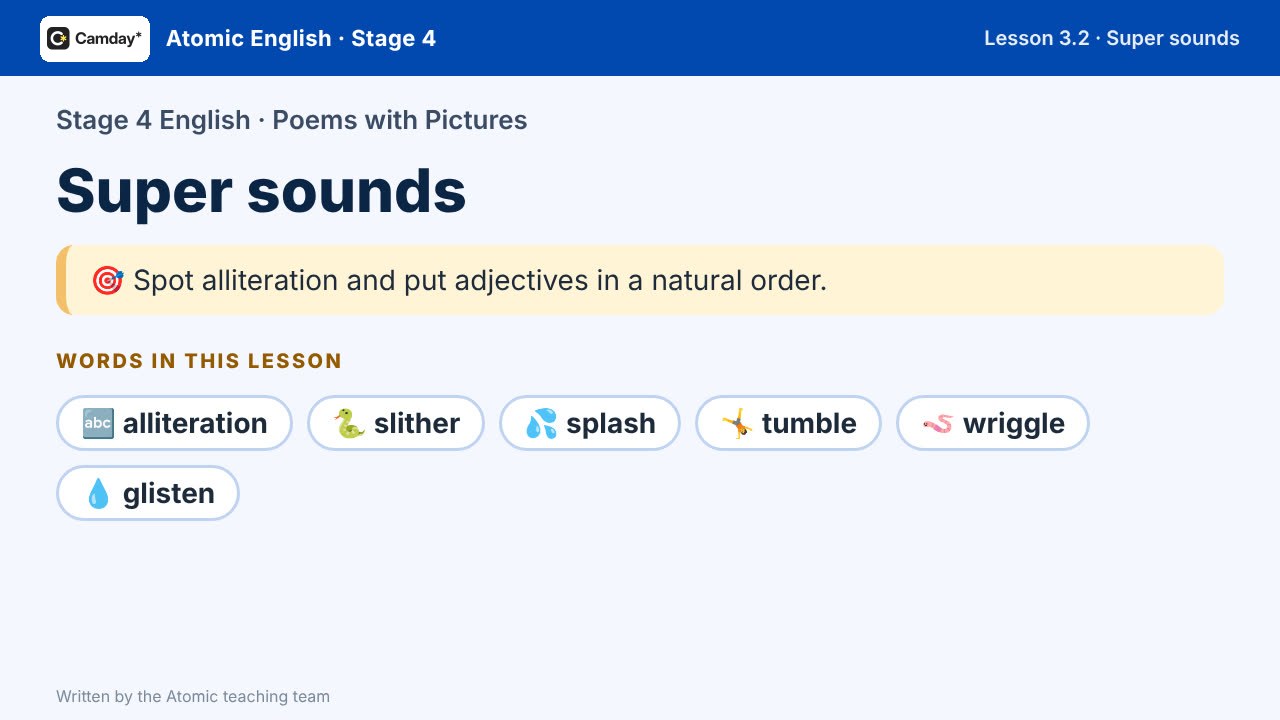 Camday*
Atomic English · Stage 4
Lesson 3.2 · Super sounds
Stage 4 English · Poems with Pictures
Super sounds
🎯 Spot alliteration and put adjectives in a natural order.
WORDS IN THIS LESSON
🔤 alliteration
🐍 slither
💦 splash
🤸 tumble
🪱 wriggle
💧 glisten
Written by the Atomic teaching team